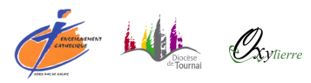 ENSEIGNEMENT
CATHOLIQUE
Diocèse
de Tournai
Oxylierre